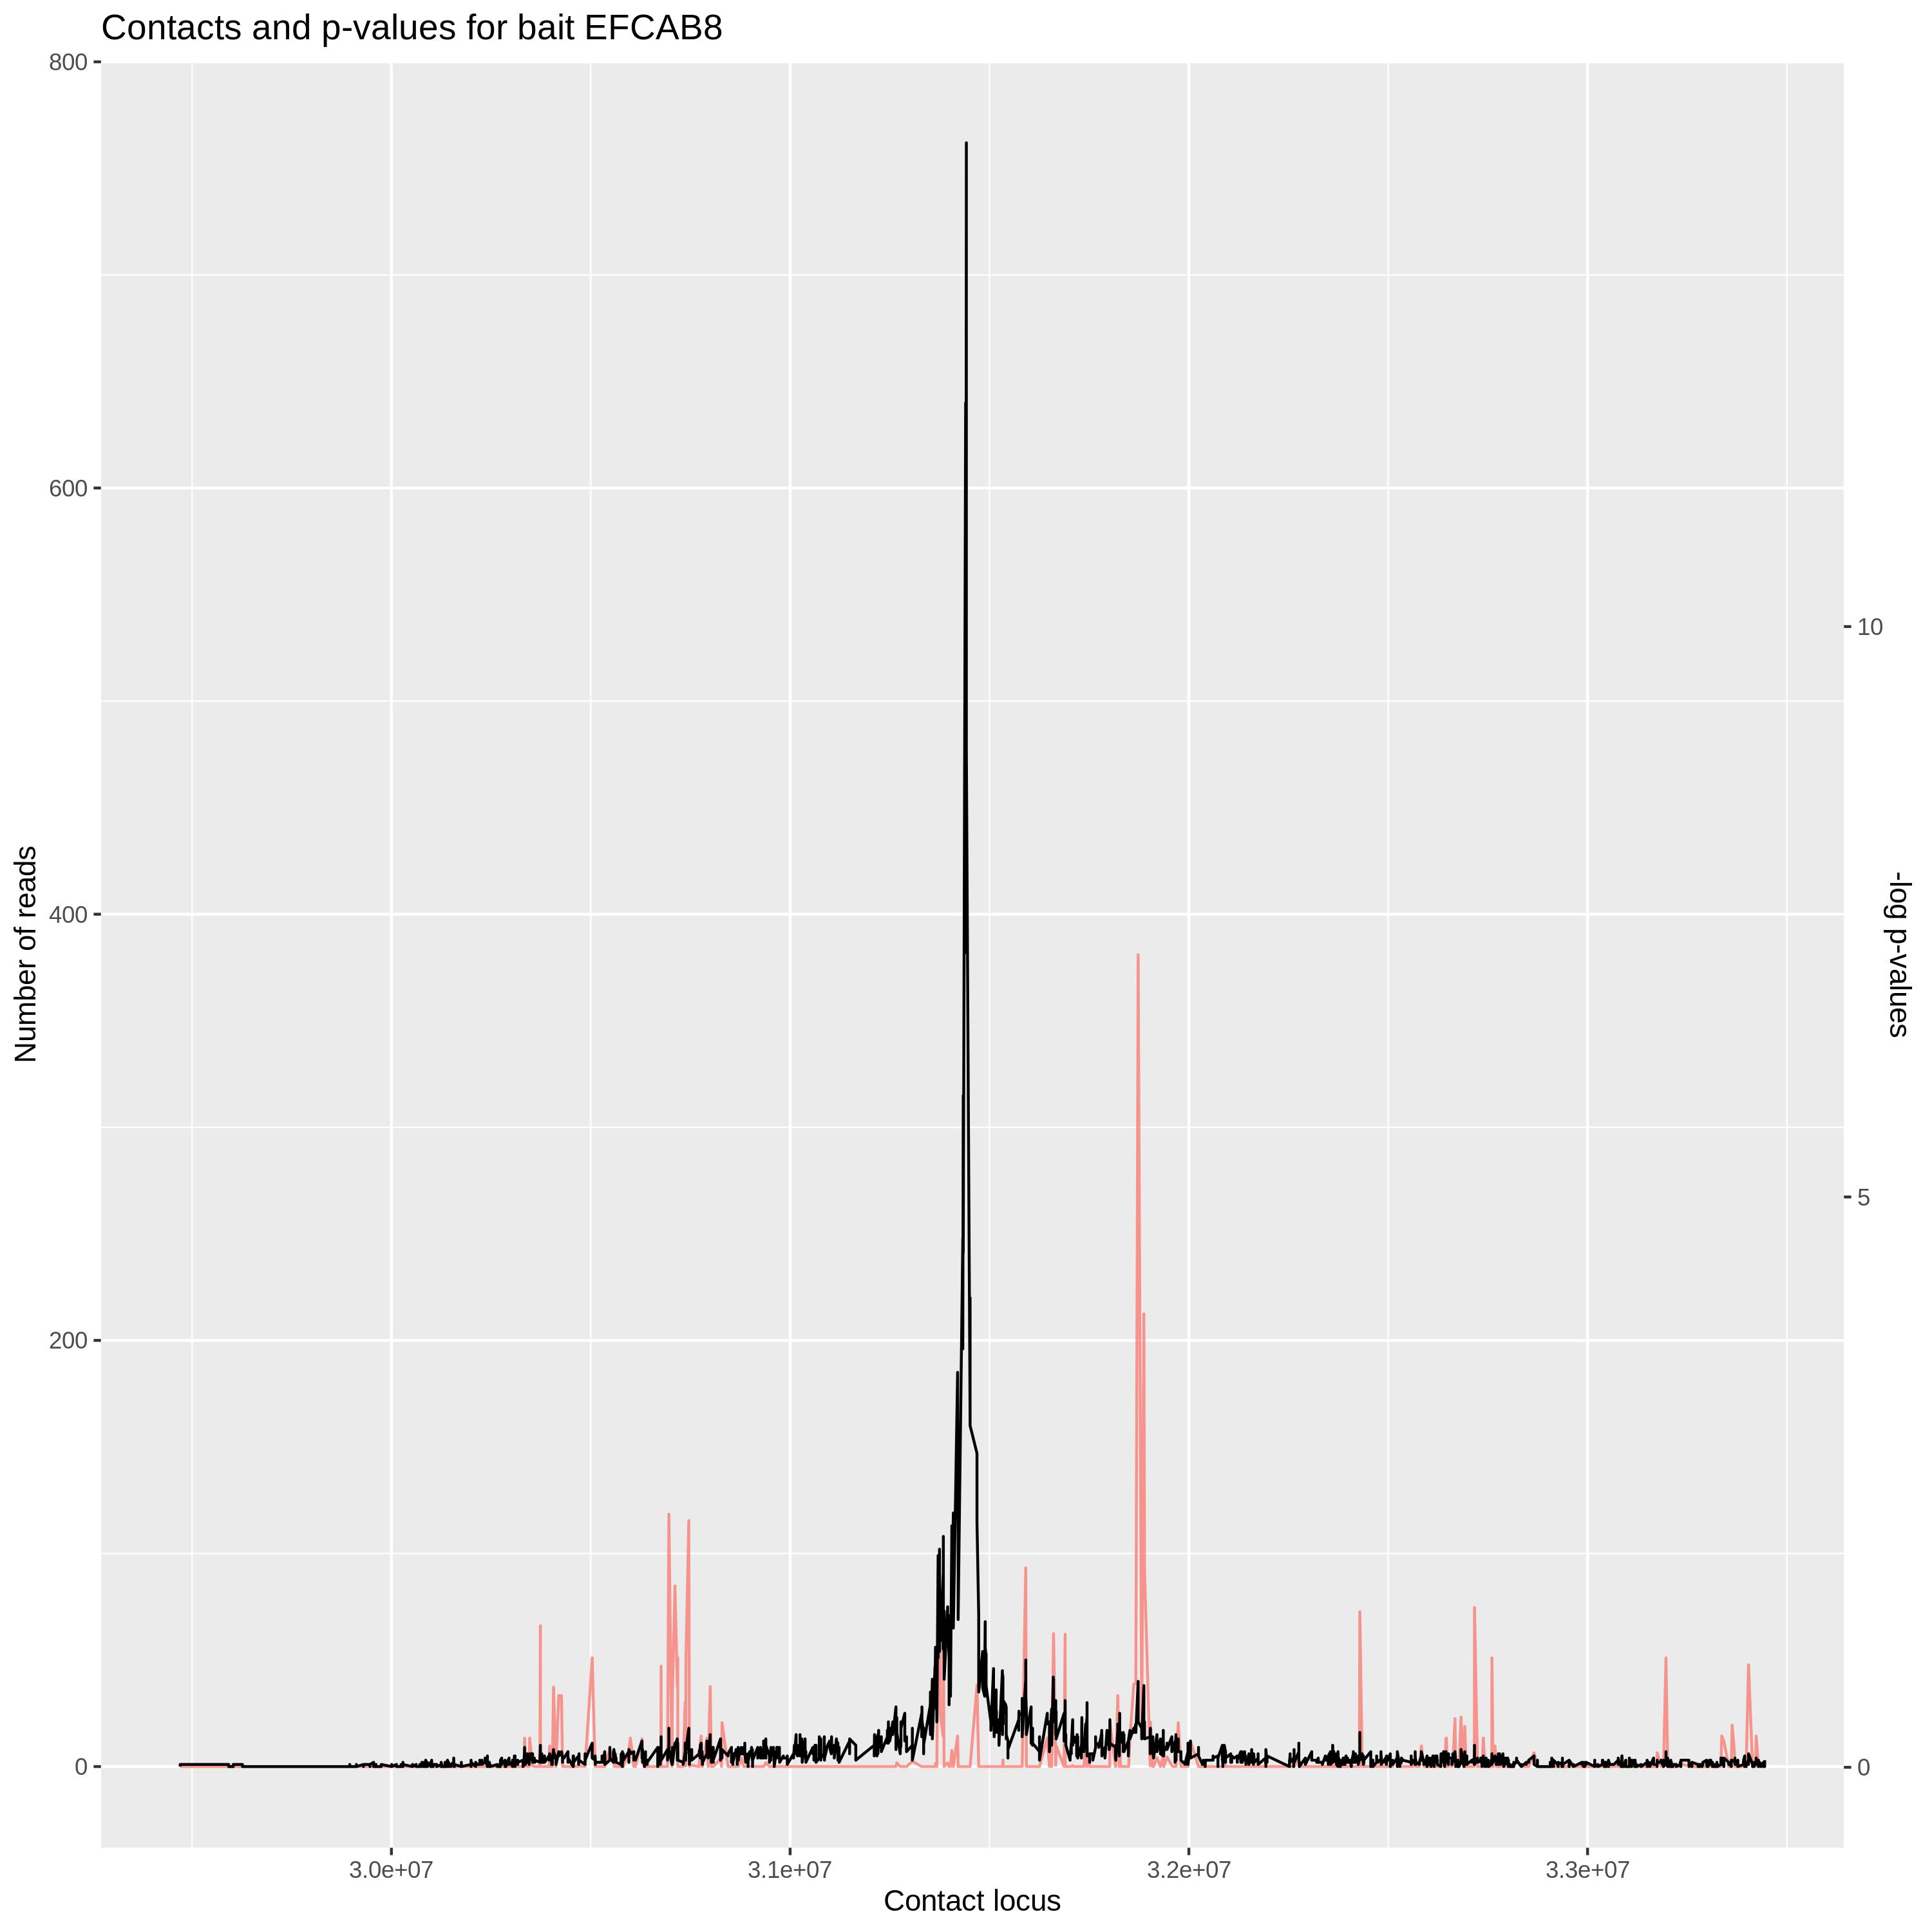 Contacts and p-values for bait EFCAB8
800
600
400
200
0
Number of reads
10
5
0
-log p-values
3.0e+07
3.1e+07
3.2e+07
3.3e+07
Contact locus